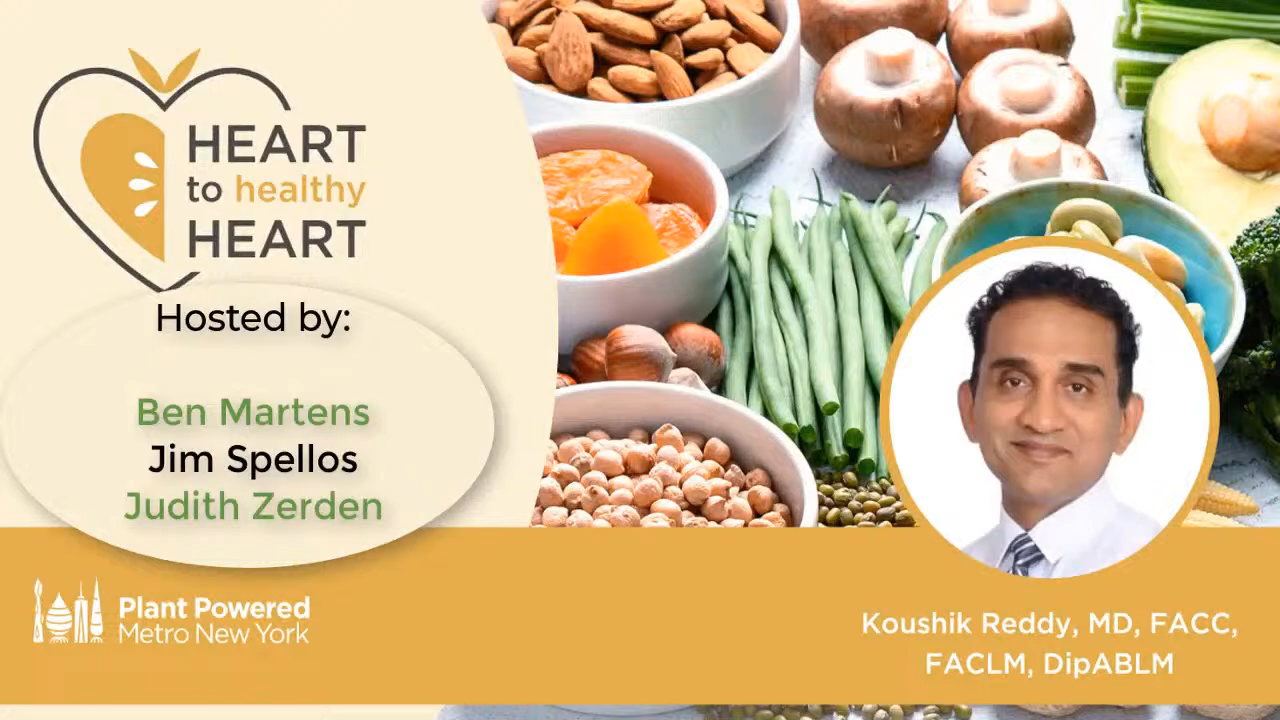 HEART
to healthy
HEART
Hosted by:
Ben Martens
Jim Spellos
Judith Zerden
Plant Powered
Metro New York
Koushik Reddy, MD, FACC,
FACLM, DipABLM